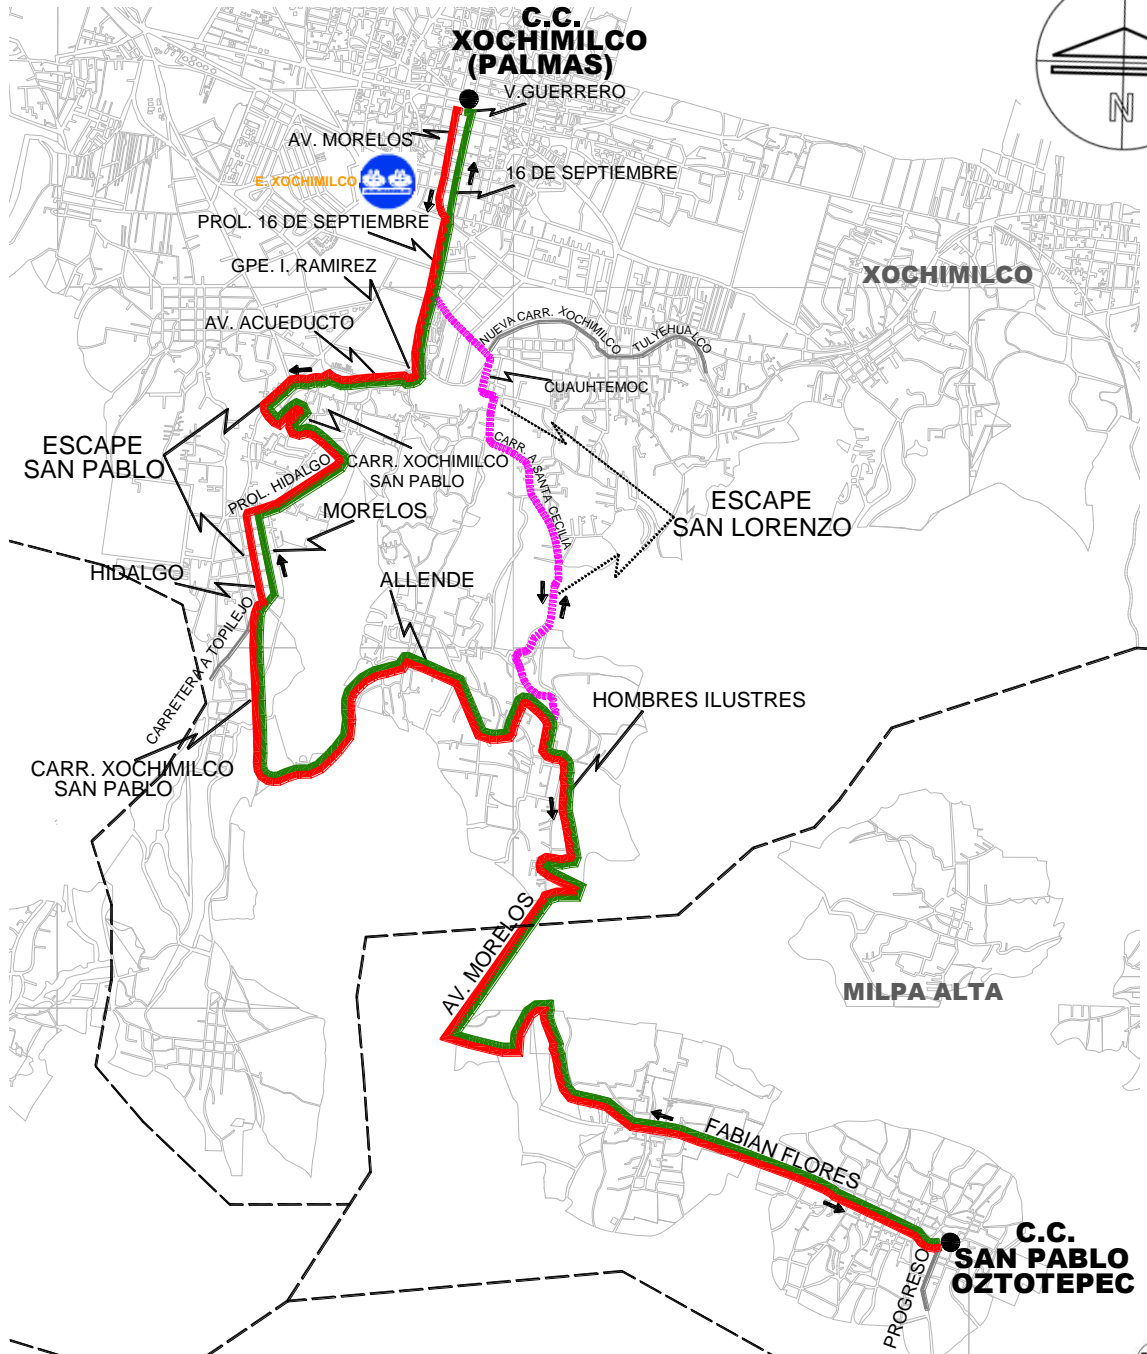 C.C.
XOCHIMILCO
(PALMAS)
V.GUERRERO
N
AV. MORELOS
16 DE SEPTIEMBRE
E. XOCHIMILCO
PROL. 16 DE SEPTIEMBRE
GPE. I. RAMIREZ
XOCHIMILCO
AV. ACUEDUCTO
NUEVA CARR. XOCHIMILCO TULYEHUALCO
CUAUHTEMOC
ESCAPE
SAN PABLO
CARR. XOCHIMILCO
SAN PABLO
CARR. A SANTA CECILIA
PROL. HIDALGO
MORELOS
ESCAPE
SAN LORENZO
HIDALGO
ALLENDE
CARRETERA A TOPILEJO
HOMBRES ILUSTRES
CARR. XOCHIMILCO
SAN PABLO
AV. MORELOS
MILPA ALTA
FABIAN FLORES
C.C.
SAN PABLO
OZTOTEPEC
PROGRESO